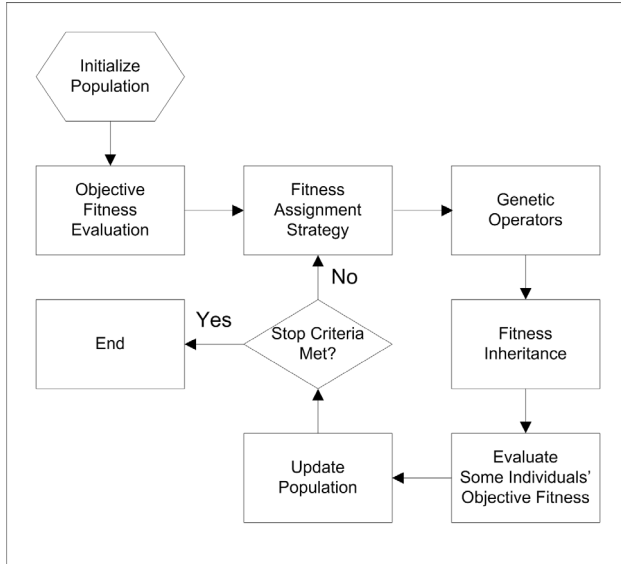 Initialize
Population
Objective
Fitness
Evaluation
Fitness
Assignment
Strategy
Genetic
Operators
No
Yes
End
Stop Criteria
Met?
Fitness
Inheritance
Update
Population
Evaluate
Some Individuals’
Objective Fitness